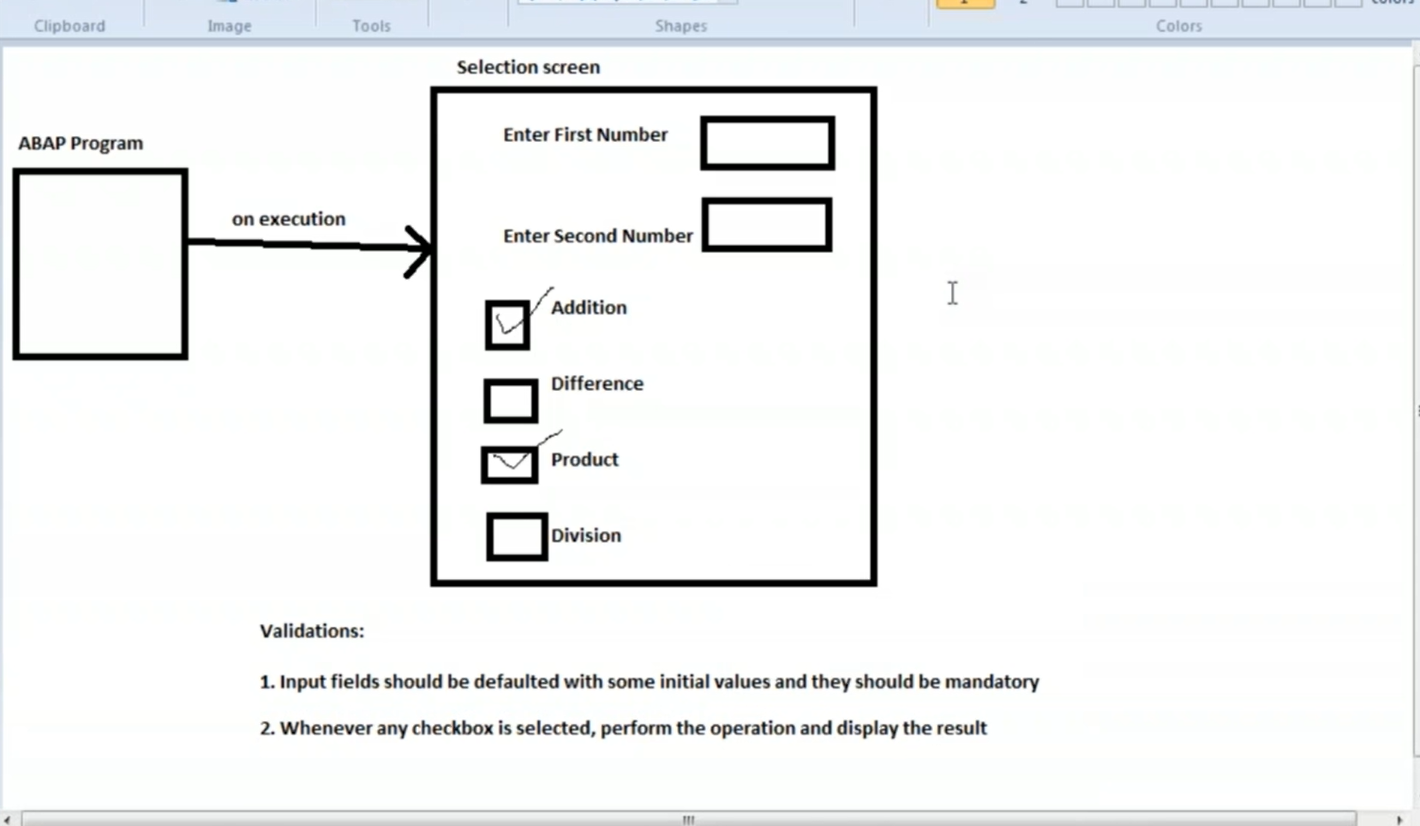 Clipboard Image Tools Shapes Colors
Selection screen
Enter First Number
ABAP Program
on execution
Enter Second Number
Addition
Difference
Product
Division
Validations:
1. Input fields should be defaulted with some initial values and they should be mandatory
2. Whenever any checkbox is selected, perform the operation and display the result